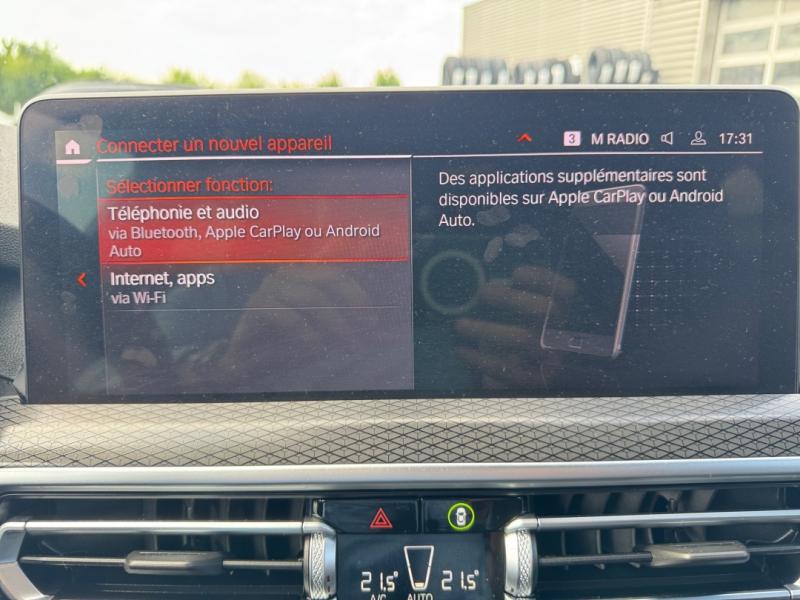 Connecter un nouvel appareil
3 M RADIO 17:31
Sélectionner fonction:
Téléphonie et audio
via Bluetooth, Apple CarPlay ou Android
Auto
Internet, apps
via Wi-Fi
Des applications supplémentaires sont
disponibles sur Apple CarPlay ou Android
Auto.
21.5° 21.5°
A/C AUTO